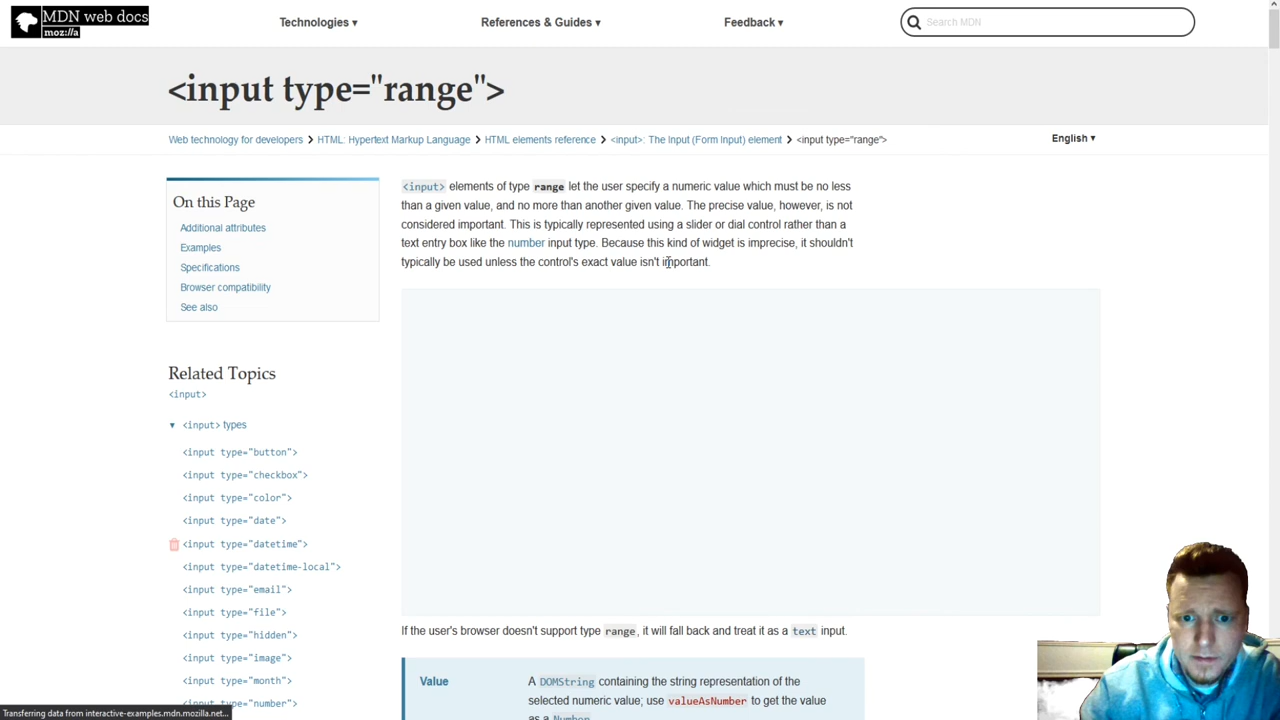 MDN web docs
moz://a
Technologies ▾
References & Guides ▾
Feedback ▾
Search MDN
<input type="range">
Web technology for developers > HTML: Hypertext Markup Language > HTML elements reference > <input>: The Input (Form Input) element > <input type="range">
English ▾
On this Page
Additional attributes
Examples
Specifications
Browser compatibility
See also
Related Topics
<input>
▼ <input> types
<input type="button">
<input type="checkbox">
<input type="color">
<input type="date">
<input type="datetime">
<input type="datetime-local">
<input type="email">
<input type="file">
<input type="hidden">
<input type="image">
<input type="month">
<input type="number">
<input> elements of type range let the user specify a numeric value which must be no less
than a given value, and no more than another given value. The precise value, however, is not
considered important. This is typically represented using a slider or dial control rather than a
text entry box like the number input type. Because this kind of widget is imprecise, it shouldn't
typically be used unless the control's exact value isn't important.
If the user's browser doesn't support type range, it will fall back and treat it as a text input.
Value
A DOMString containing the string representation of the
selected numeric value; use valueAsNumber to get the value
as a Number.
Transferring data from interactive-examples.mdn.mozilla.net...